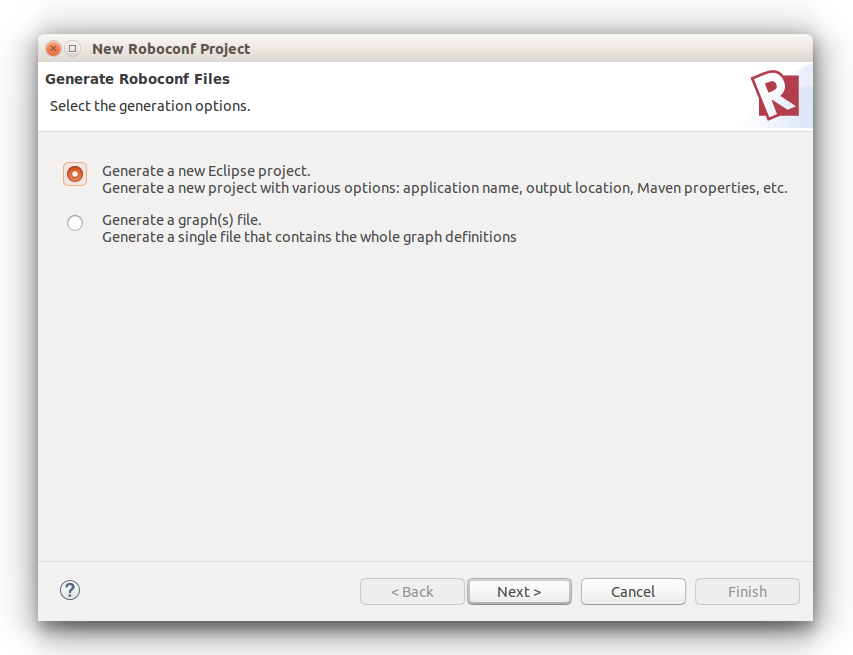 New Roboconf Project
Generate Roboconf Files
Select the generation options.
R
Generate a new Eclipse project.
Generate a new project with various options: application name, output location, Maven properties, etc.
Generate a graph(s) file.
Generate a single file that contains the whole graph definitions
?
< Back
Next >
Cancel
Finish